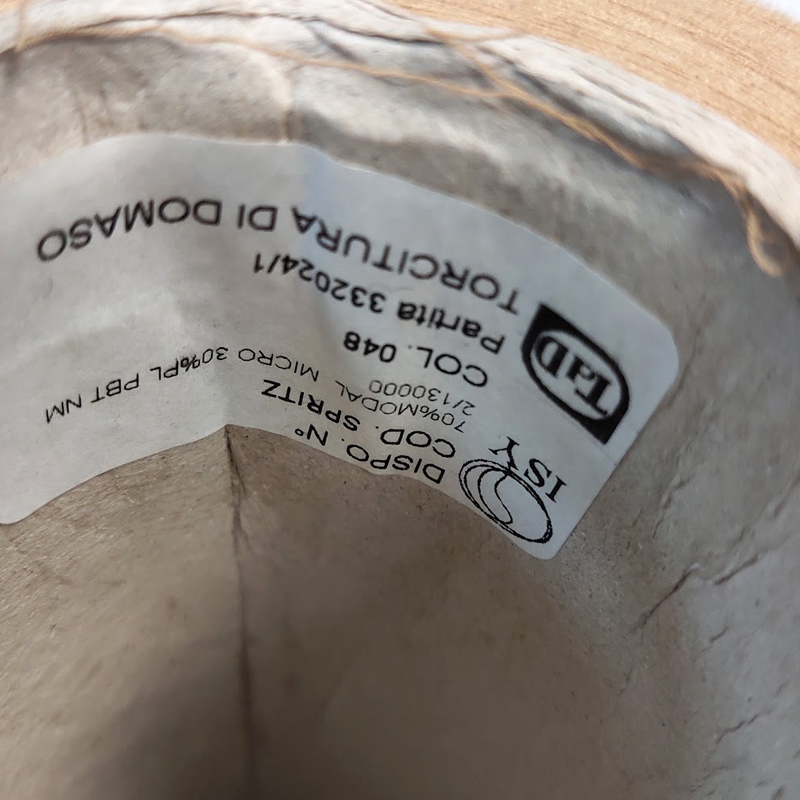 TaD TORCITURA DI DOMASO
Partita 332024/1
COL. 048
2/130000
70%MODAL MICRO 30%PL PBT NM
COD. SPRITZ
DISPO. N°
ISY